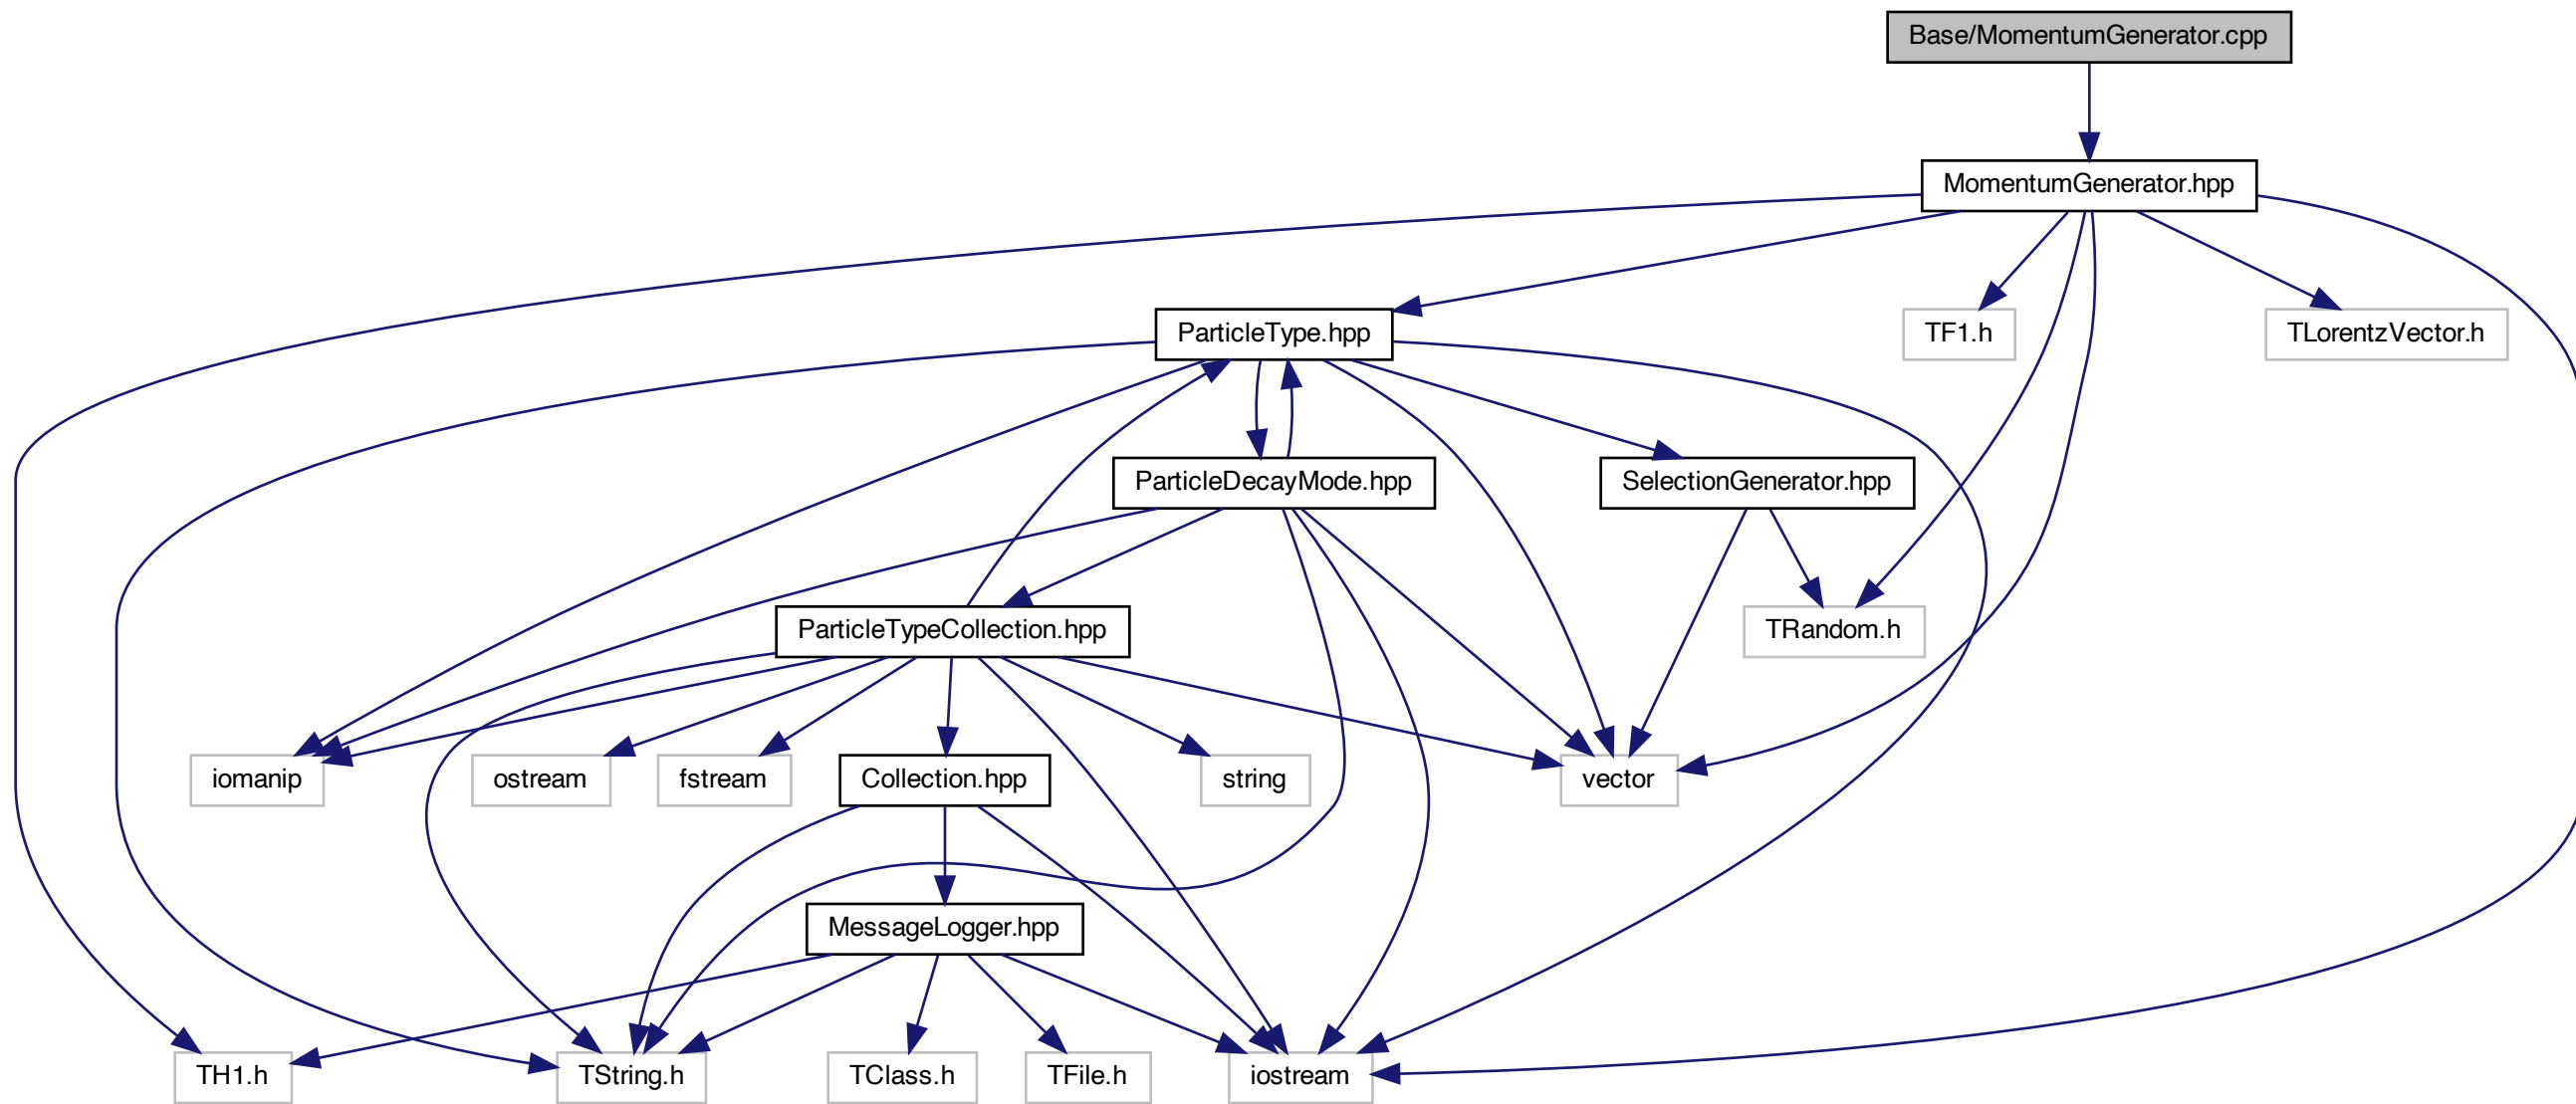 Base/MomentumGenerator.cpp
MomentumGenerator.hpp
ParticleType.hpp
TF1.h
TLorentzVector.h
ParticleDecayMode.hpp
SelectionGenerator.hpp
ParticleTypeCollection.hpp
TRandom.h
iomanip
ostream
fstream
Collection.hpp
string
vector
MessageLogger.hpp
TH1.h
TString.h
TClass.h
TFile.h
iostream